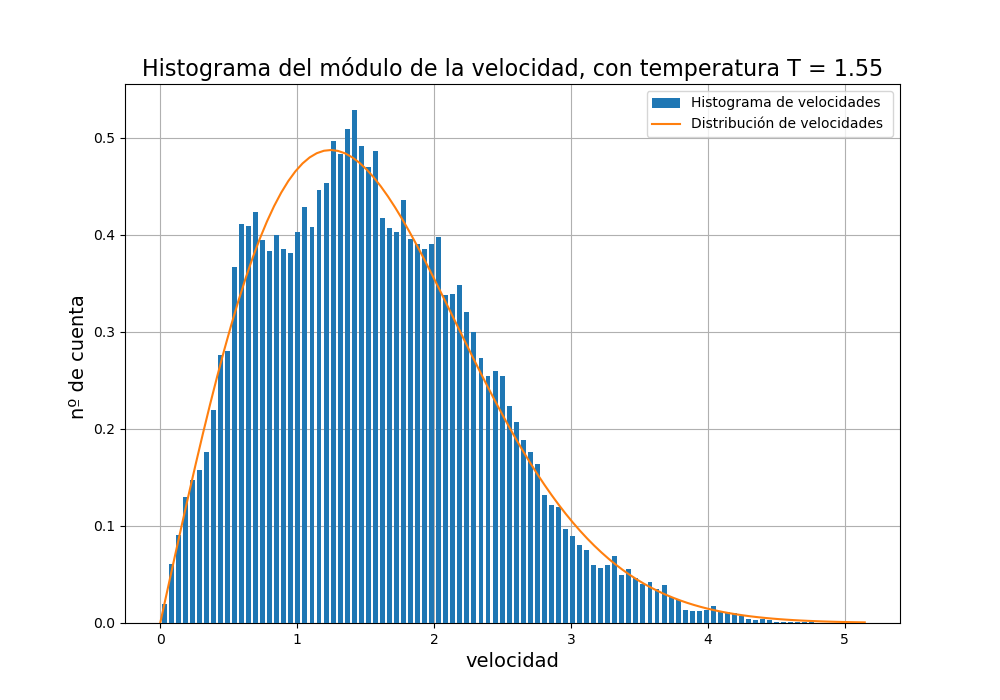 Histograma del módulo de la velocidad, con temperatura T = 1.55
Histograma de velocidades
Distribución de velocidades
nº de cuenta
0.5
0.4
0.3
0.2
0.1
0.0
0 1 2 3 4 5
velocidad